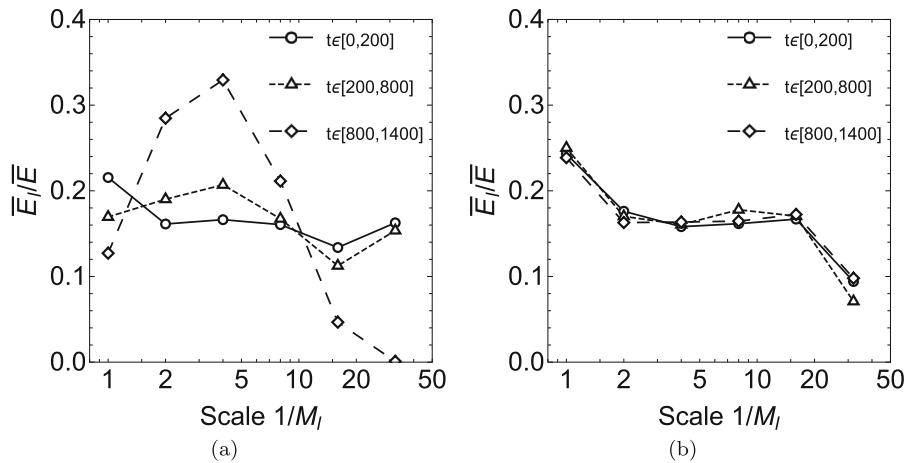 0.4
0.3
0.2
0.1
0.0
E̅_l/E̅
tϵ[0,200]
tϵ[200,800]
tϵ[800,1400]
1 2 5 10 20 50
Scale 1/M_l
(a)
0.4
0.3
0.2
0.1
0.0
E̅_l/E̅
tϵ[0,200]
tϵ[200,800]
tϵ[800,1400]
1 2 5 10 20 50
Scale 1/M_l
(b)